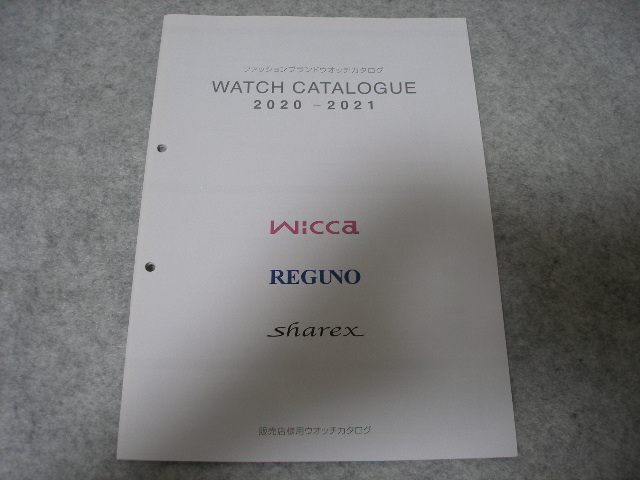 ファッションブランドウオッチカタログ
WATCH CATALOGUE
2020 – 2021
wicca
REGUNO
sharex
販売店様用ウオッチカタログ